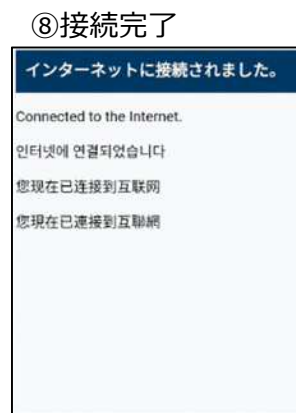 ⑧接続完了
インターネットに接続されました。
Connected to the Internet.
인터넷에 연결되었습니다
您现在已连接到互联网
您現在已連接到互聯網